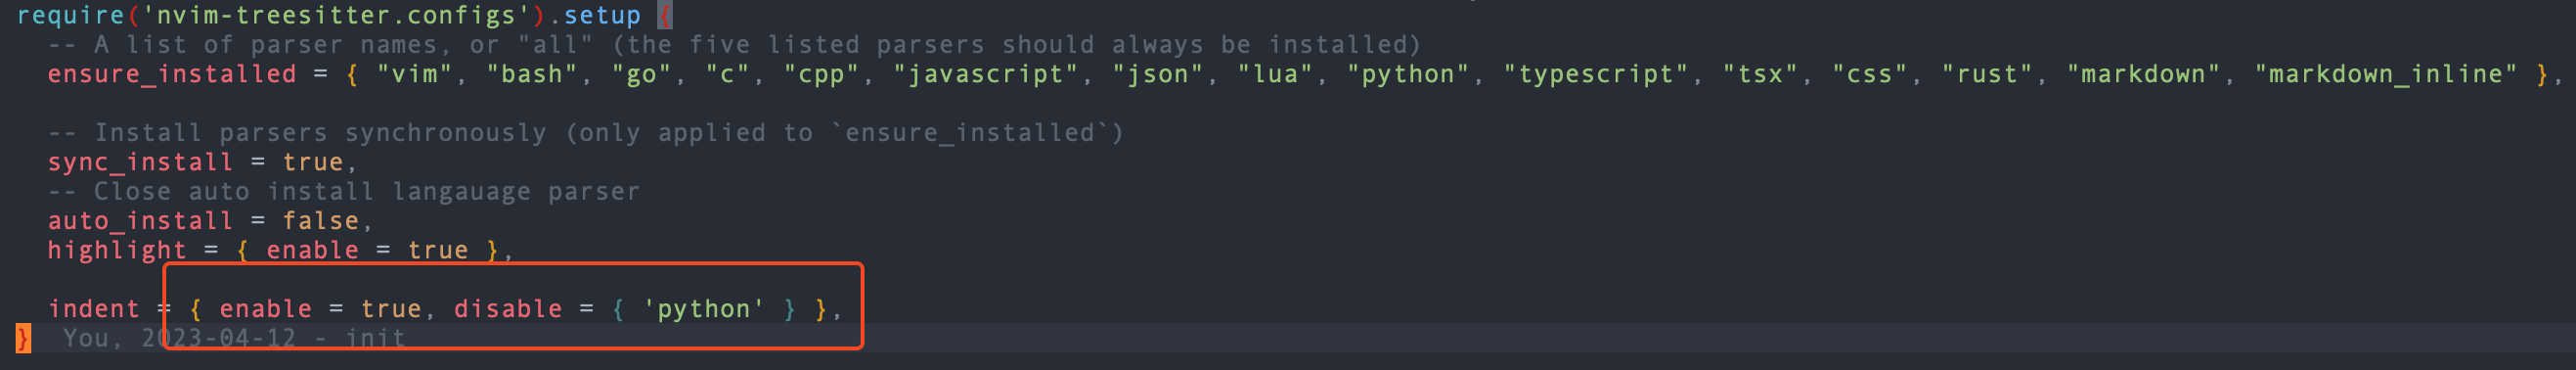 require('nvim-treesitter.configs').setup {
-- A list of parser names, or "all" (the five listed parsers should always be installed)
ensure_installed = { "vim", "bash", "go", "c", "cpp", "javascript", "json", "lua", "python", "typescript", "tsx", "css", "rust", "markdown", "markdown_inline" },
-- Install parsers synchronously (only applied to `ensure_installed`)
sync_install = true,
-- Close auto install langauage parser
auto_install = false,
highlight = { enable = true },
indent = { enable = true, disable = { 'python' } },
} You, 2023-04-12 - init